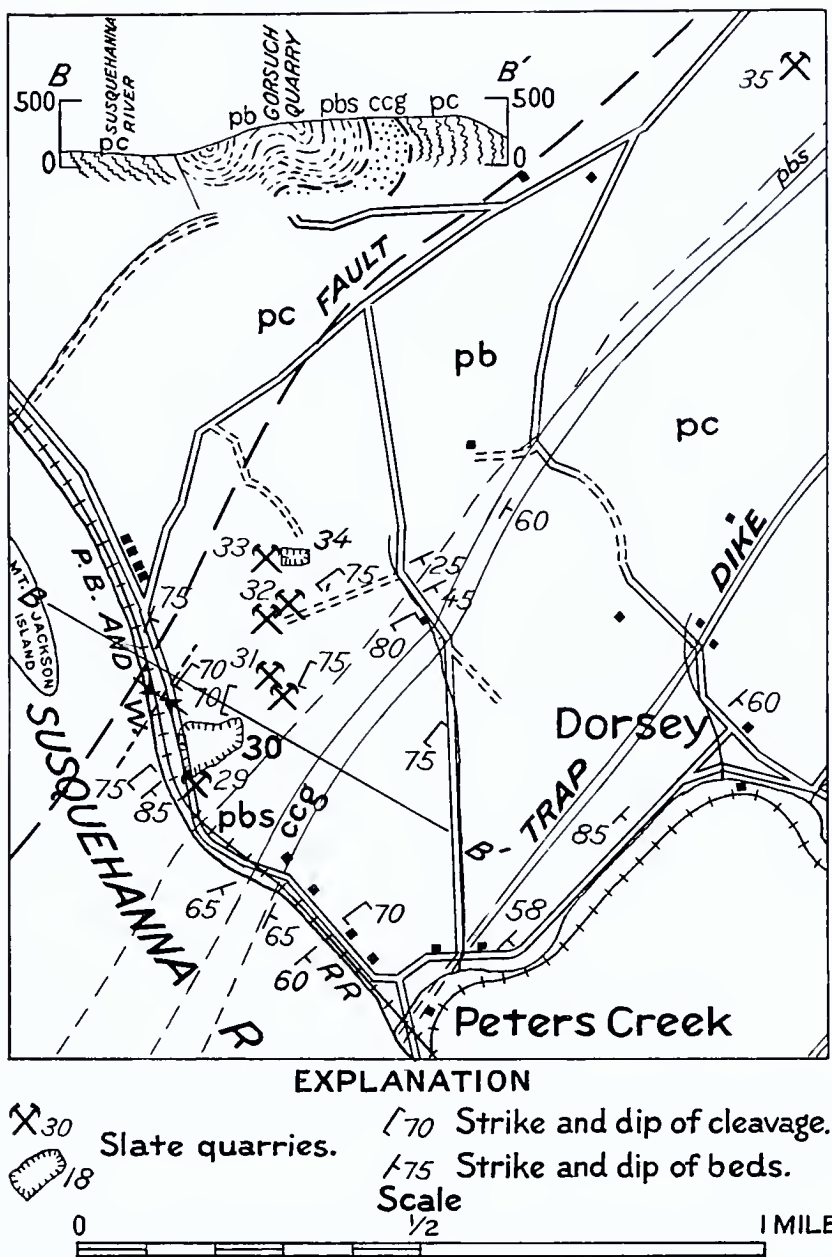 SUSQUEHANNA
RIVER
GORSUCH
QUARRY
B
B'
500
500
0
0
pc
pb
pbs
ccg
pc
35
pbs
FAULT
pc
pb
pc
60
DIKE
33
34
25
75
45
32
75
80
31
75
70
70
MT.
JACKSON
ISLAND
B
P.B. AND W.
30
29
75
85
75
Dorsey
60
pbs
ccg
B'
TRAP
85
SUSQUEHANNA
R
65
65
60
70
58
RR
Peters Creek
EXPLANATION
30
18
Slate quarries.
70 Strike and dip of cleavage.
75 Strike and dip of beds.
Scale
0 1/2 1 MILE